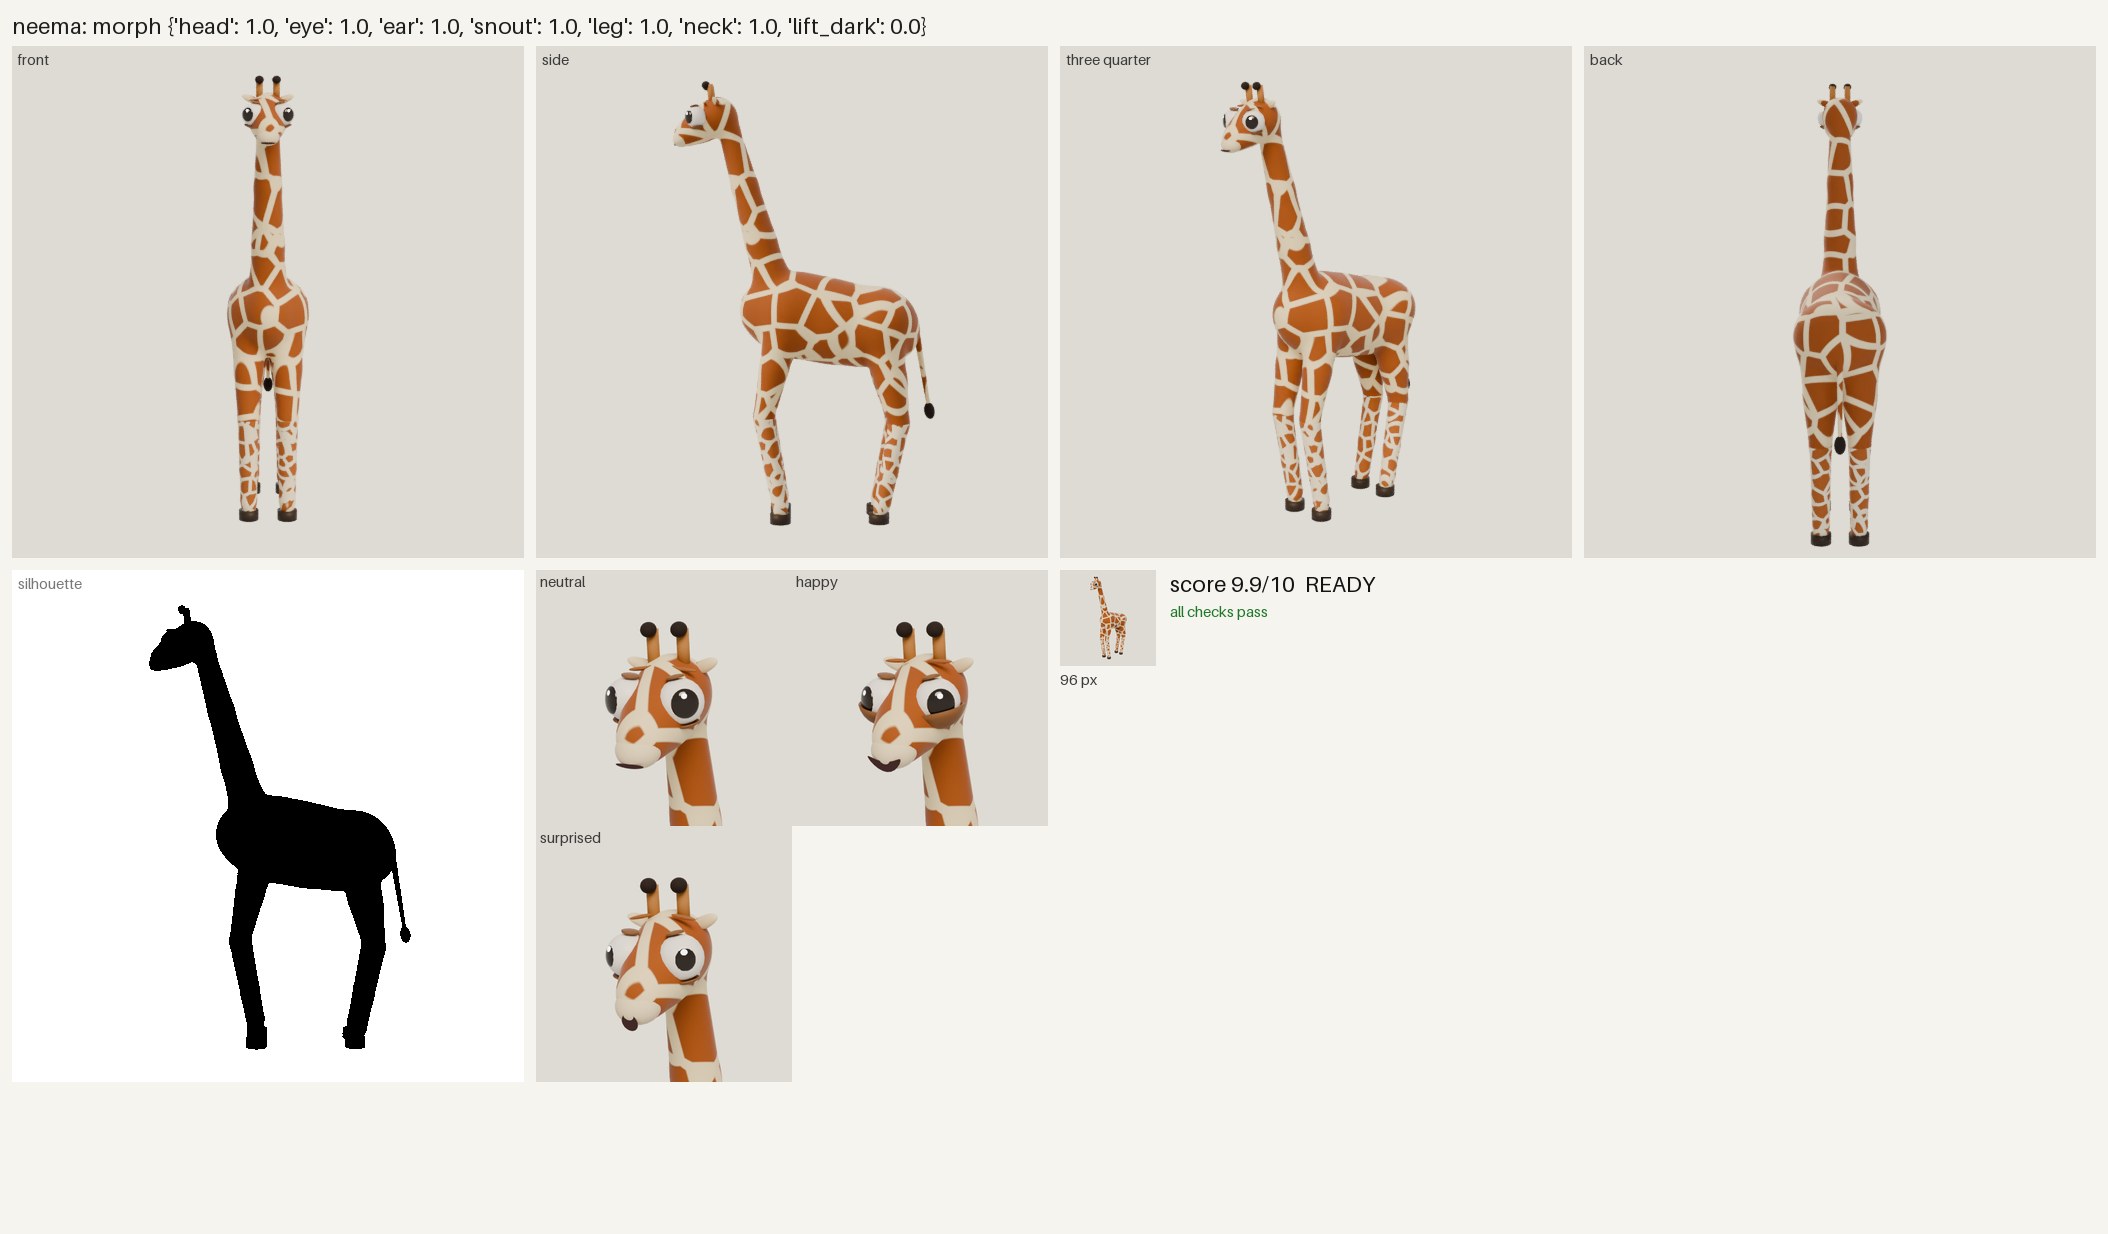 neema: morph {'head': 1.0, 'eye': 1.0, 'ear': 1.0, 'snout': 1.0, 'leg': 1.0, 'neck': 1.0, 'lift_dark': 0.0}
front
side
three quarter
back
silhouette
neutral
happy
score 9.9/10 READY
all checks pass
96 px
surprised